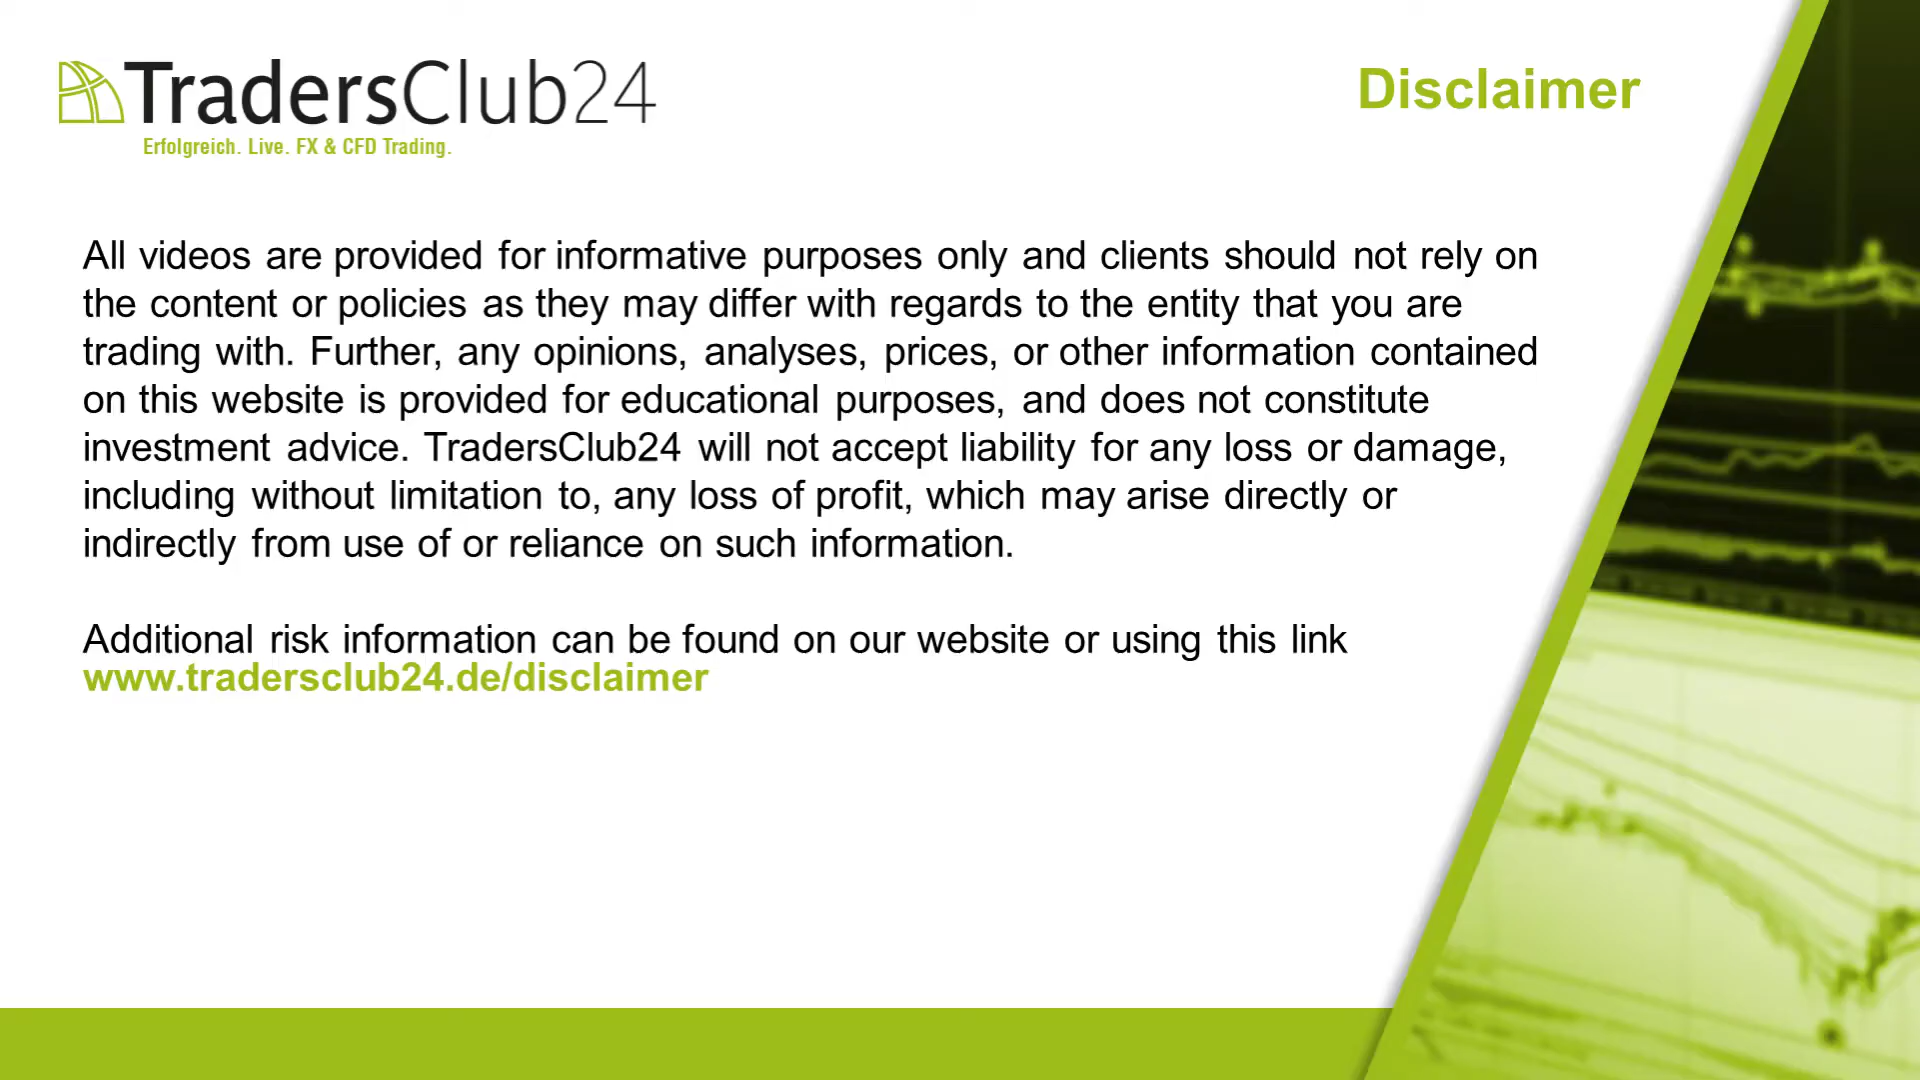 TradersClub24
Disclaimer
Erfolgreich. Live. FX & CFD Trading.
All videos are provided for informative purposes only and clients should not rely on
the content or policies as they may differ with regards to the entity that you are
trading with. Further, any opinions, analyses, prices, or other information contained
on this website is provided for educational purposes, and does not constitute
investment advice. TradersClub24 will not accept liability for any loss or damage,
including without limitation to, any loss of profit, which may arise directly or
indirectly from use of or reliance on such information.
Additional risk information can be found on our website or using this link
www.tradersclub24.de/disclaimer